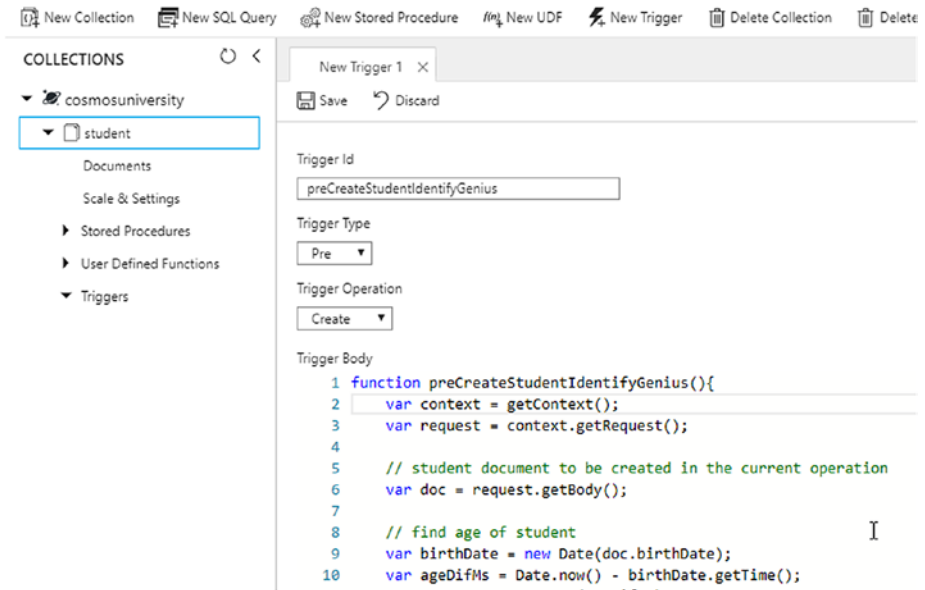 New Collection New SQL Query New Stored Procedure f(x) New UDF New Trigger Delete Collection Delete
COLLECTIONS
New Trigger 1
cosmosuniversity
Save Discard
student
Documents
Trigger Id
Scale & Settings
preCreateStudentIdentifyGenius
Stored Procedures
Trigger Type
Pre
User Defined Functions
Trigger Operation
Triggers
Create
Trigger Body
1 function preCreateStudentIdentifyGenius(){
2 var context = getContext();
3 var request = context.getRequest();
4
5 // student document to be created in the current operation
6 var doc = request.getBody();
7
8 // find age of student
9 var birthDate = new Date(doc.birthDate);
10 var ageDifMs = Date.now() - birthDate.getTime();